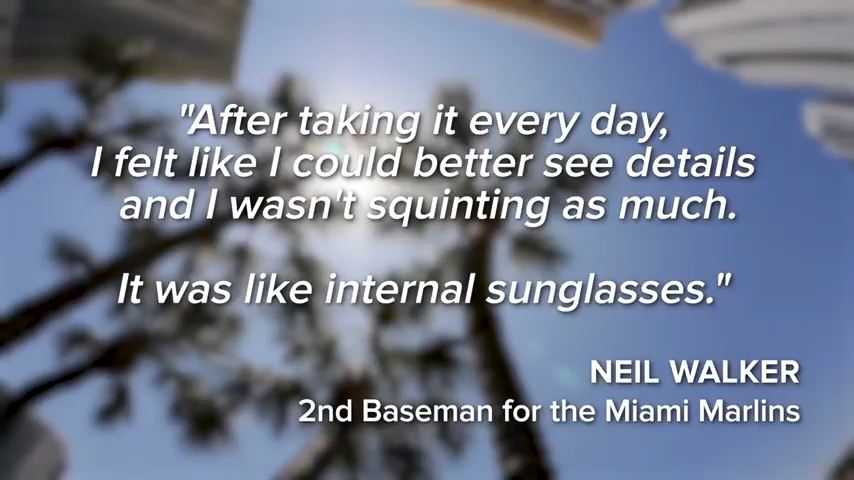 "After taking it every day,
I felt like I could better see details
and I wasn't squinting as much.
It was like internal sunglasses."
NEIL WALKER
2nd Baseman for the Miami Marlins